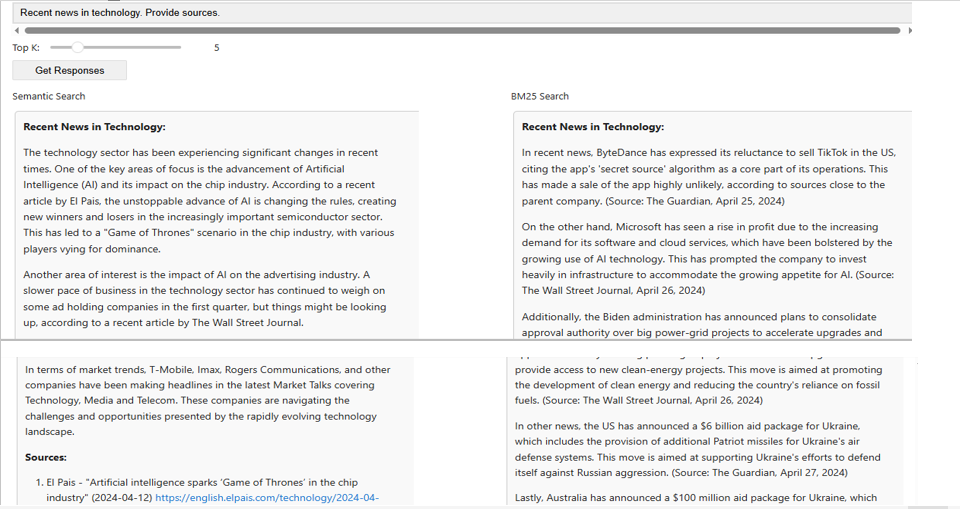 Recent news in technology. Provide sources.
Top K:
5
Get Responses
Semantic Search
Recent News in Technology:
The technology sector has been experiencing significant changes in recent
times. One of the key areas of focus is the advancement of Artificial
Intelligence (AI) and its impact on the chip industry. According to a recent
article by El Pais, the unstoppable advance of AI is changing the rules, creating
new winners and losers in the increasingly important semiconductor sector.
This has led to a "Game of Thrones" scenario in the chip industry, with various
players vying for dominance.
Another area of interest is the impact of AI on the advertising industry. A
slower pace of business in the technology sector has continued to weigh on
some ad holding companies in the first quarter, but things might be looking
up, according to a recent article by The Wall Street Journal.
In terms of market trends, T-Mobile, Imax, Rogers Communications, and other
companies have been making headlines in the latest Market Talks covering
Technology, Media and Telecom. These companies are navigating the
challenges and opportunities presented by the rapidly evolving technology
landscape.
Sources:
1. El Pais - "Artificial intelligence sparks 'Game of Thrones' in the chip
industry" (2024-04-12) https://english.elpais.com/technology/2024-04-
BM25 Search
Recent News in Technology:
In recent news, ByteDance has expressed its reluctance to sell TikTok in the US,
citing the app's 'secret source' algorithm as a core part of its operations. This
has made a sale of the app highly unlikely, according to sources close to the
parent company. (Source: The Guardian, April 25, 2024)
On the other hand, Microsoft has seen a rise in profit due to the increasing
demand for its software and cloud services, which have been bolstered by the
growing use of AI technology. This has prompted the company to invest
heavily in infrastructure to accommodate the growing appetite for AI. (Source:
The Wall Street Journal, April 26, 2024)
Additionally, the Biden administration has announced plans to consolidate
approval authority over big power-grid projects to accelerate upgrades and
provide access to new clean-energy projects. This move is aimed at promoting
the development of clean energy and reducing the country's reliance on fossil
fuels. (Source: The Wall Street Journal, April 26, 2024)
In other news, the US has announced a $6 billion aid package for Ukraine,
which includes the provision of additional Patriot missiles for Ukraine's air
defense systems. This move is aimed at supporting Ukraine's efforts to defend
itself against Russian aggression. (Source: The Guardian, April 27, 2024)
Lastly, Australia has announced a $100 million aid package for Ukraine, which